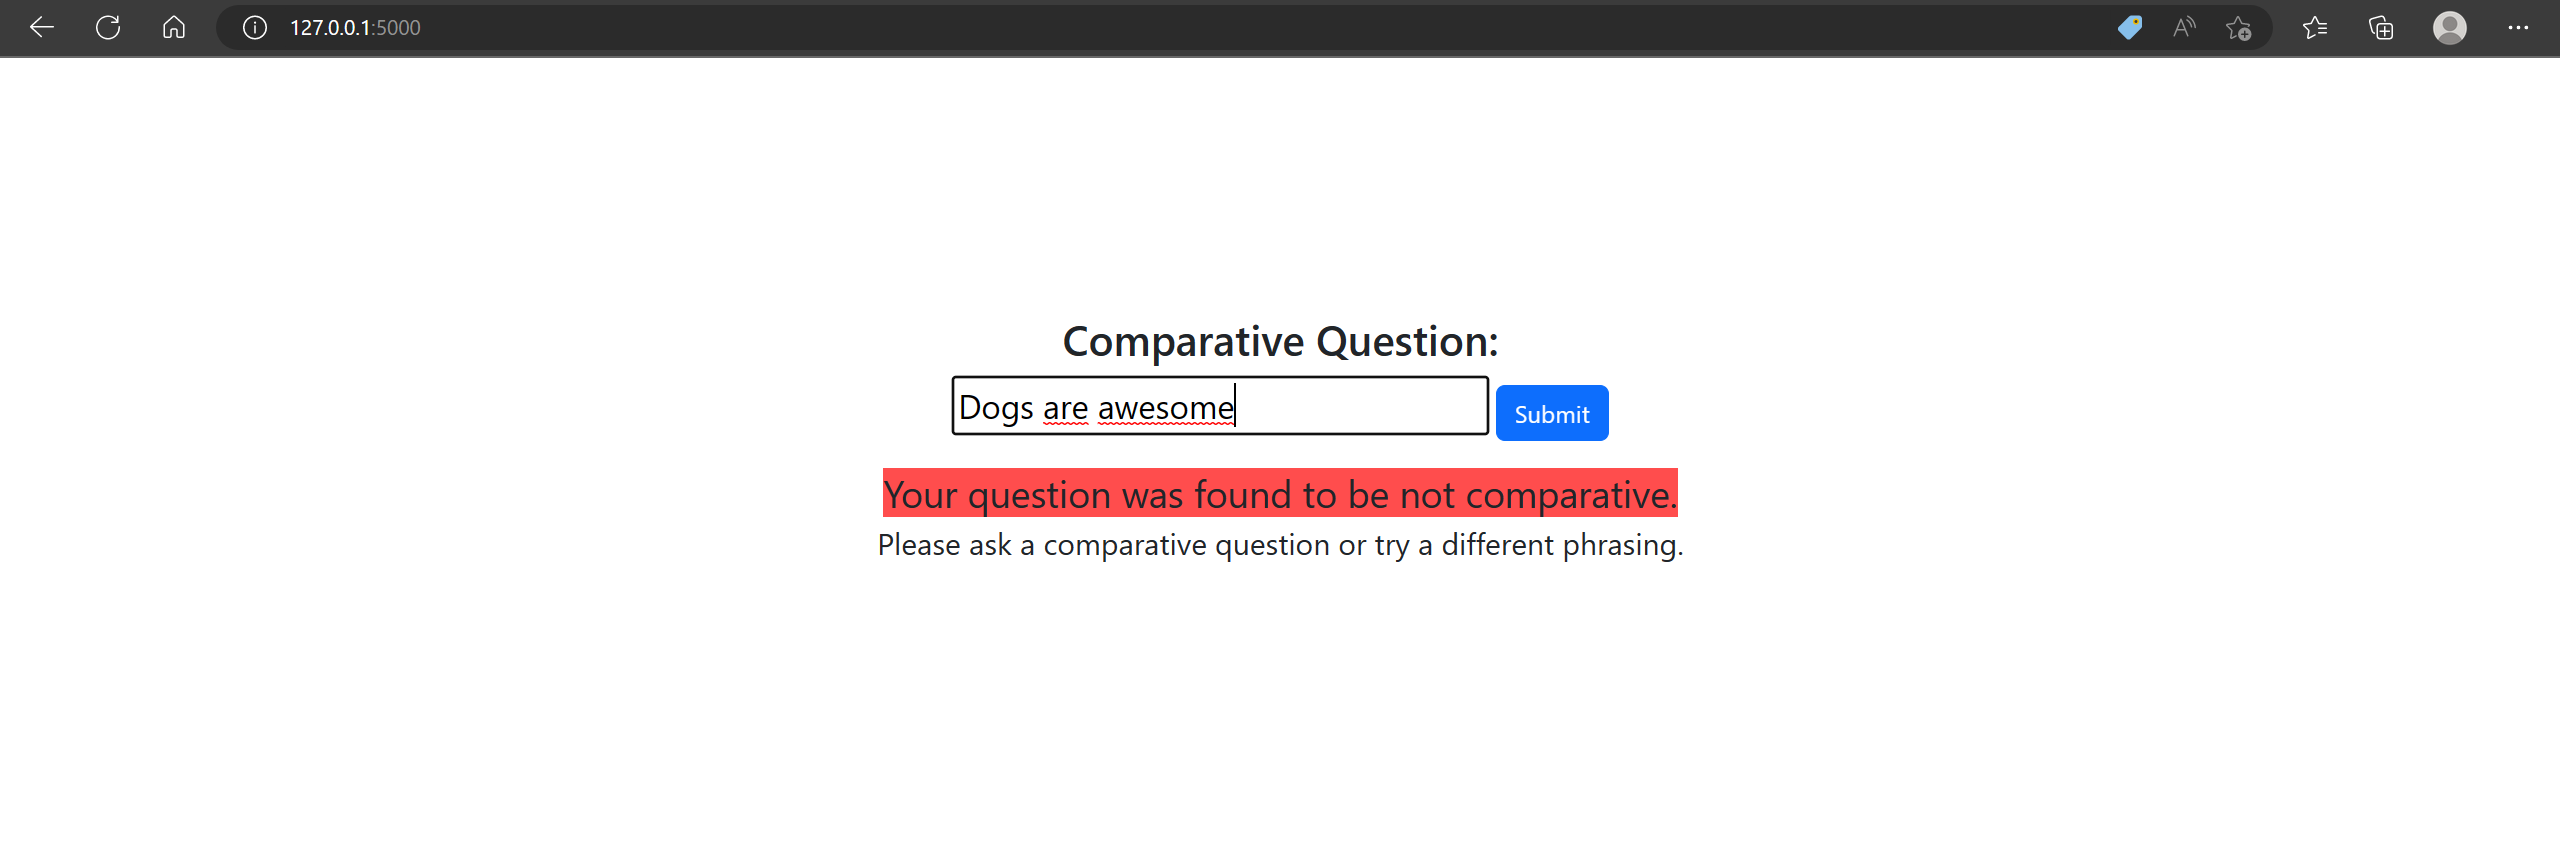 127.0.0.1:5000
Comparative Question:
Dogs are awesome
Submit
Your question was found to be not comparative.
Please ask a comparative question or try a different phrasing.